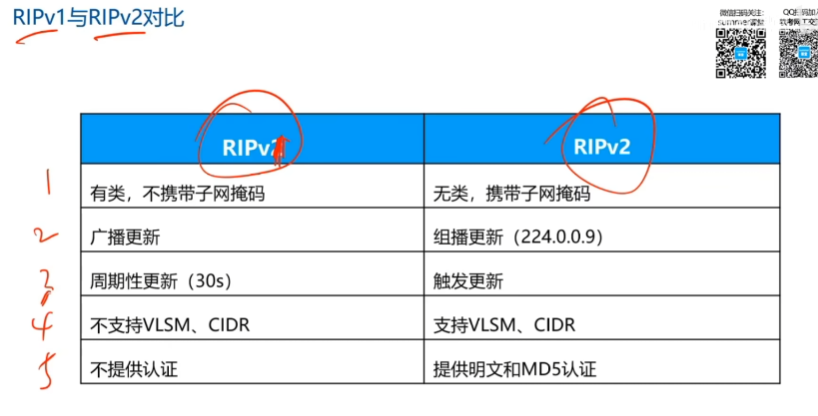 RIPv1与RIPv2对比
微信扫码关注:
QQ扫码加入
RIPv1
RIPv2
1
有类，不携带子网掩码
无类，携带子网掩码
2
广播更新
组播更新（224.0.0.9）
3
周期性更新（30s）
触发更新
4
不支持VLSM、CIDR
支持VLSM、CIDR
5
不提供认证
提供明文和MD5认证